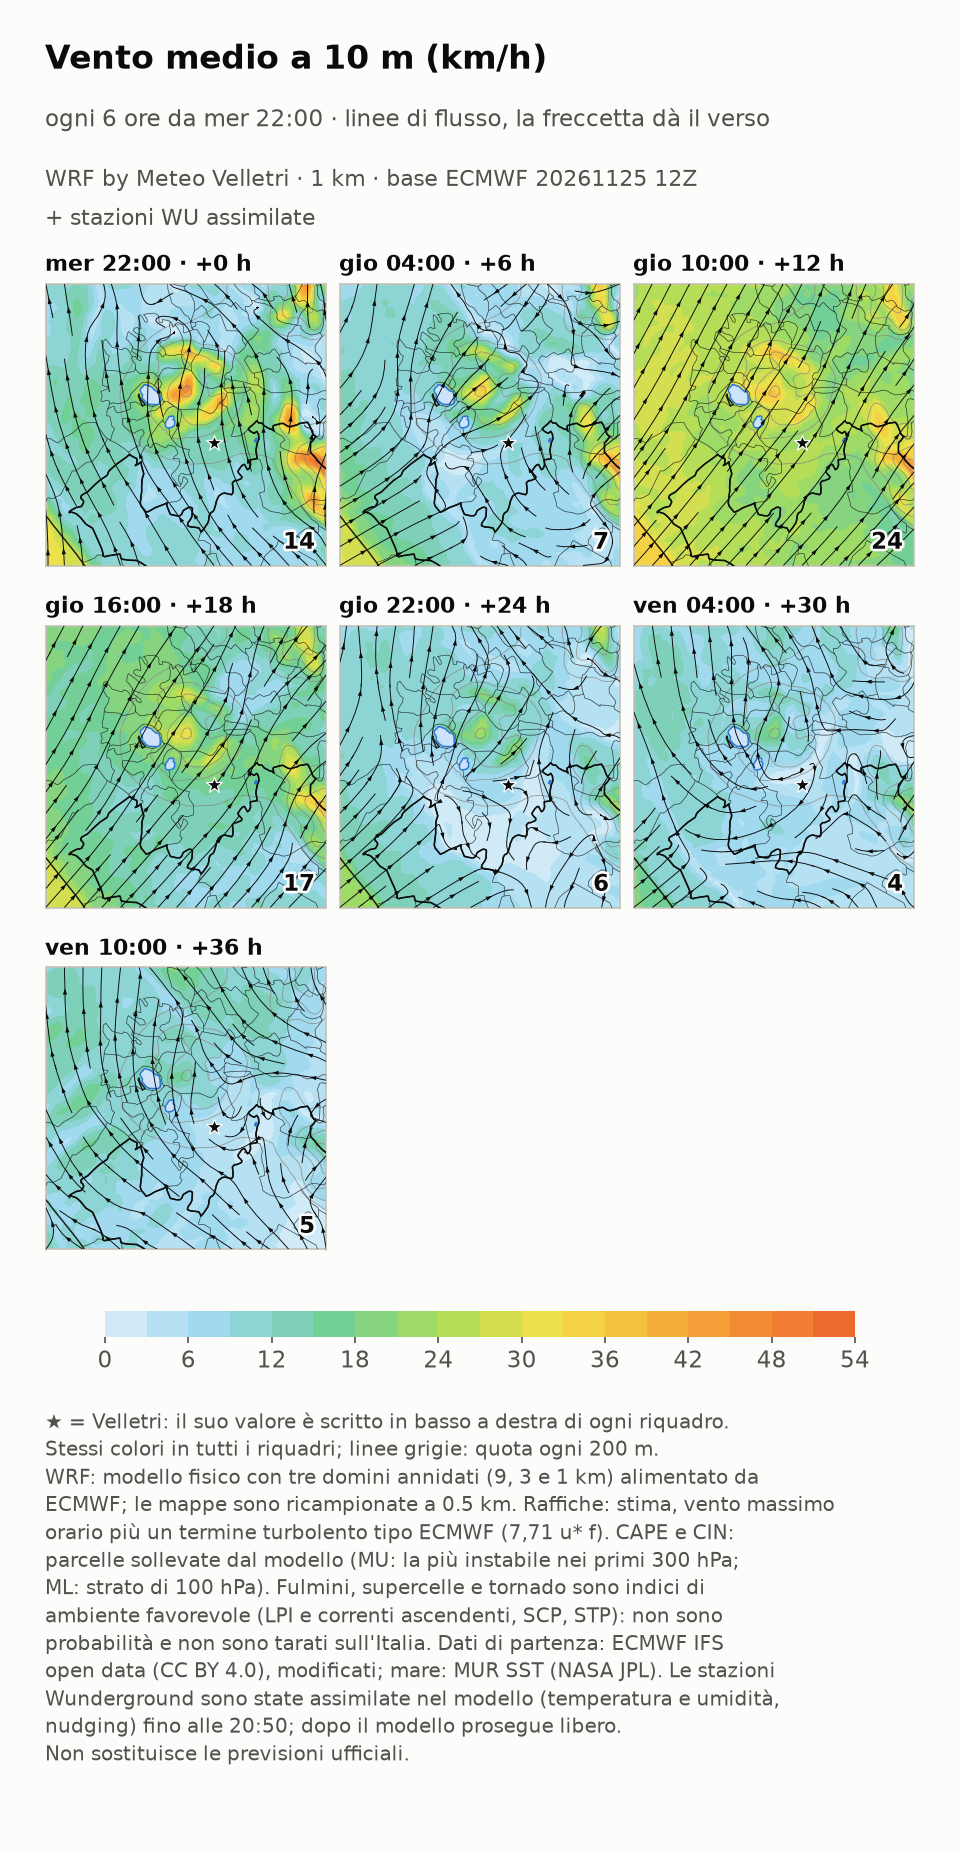 Vento medio a 10 m (km/h)
ogni 6 ore da mer 22:00 · linee di flusso, la freccetta dà il verso
WRF by Meteo Velletri · 1 km · base ECMWF 20261125 12Z
+ stazioni WU assimilate
mer 22:00 · +0 h
gio 04:00 · +6 h
gio 10:00 · +12 h
14
7
24
gio 16:00 · +18 h
gio 22:00 · +24 h
ven 04:00 · +30 h
17
6
4
ven 10:00 · +36 h
5
0 6 12 18 24 30 36 42 48 54
★ = Velletri: il suo valore è scritto in basso a destra di ogni riquadro.
Stessi colori in tutti i riquadri; linee grigie: quota ogni 200 m.
WRF: modello fisico con tre domini annidati (9, 3 e 1 km) alimentato da
ECMWF; le mappe sono ricampionate a 0.5 km. Raffiche: stima, vento massimo
orario più un termine turbolento tipo ECMWF (7,71 u* f). CAPE e CIN:
parcelle sollevate dal modello (MU: la più instabile nei primi 300 hPa;
ML: strato di 100 hPa). Fulmini, supercelle e tornado sono indici di
ambiente favorevole (LPI e correnti ascendenti, SCP, STP): non sono
probabilità e non sono tarati sull'Italia. Dati di partenza: ECMWF IFS
open data (CC BY 4.0), modificati; mare: MUR SST (NASA JPL). Le stazioni
Wunderground sono state assimilate nel modello (temperatura e umidità,
nudging) fino alle 20:50; dopo il modello prosegue libero.
Non sostituisce le previsioni ufficiali.